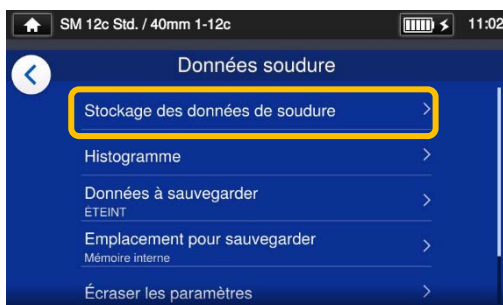 SM 12c Std. / 40mm 1-12c 11:02
Données soudure
Stockage des données de soudure
Histogramme
Données à sauvegarder
ÉTEINT
Emplacement pour sauvegarder
Mémoire interne
Écraser les paramètres